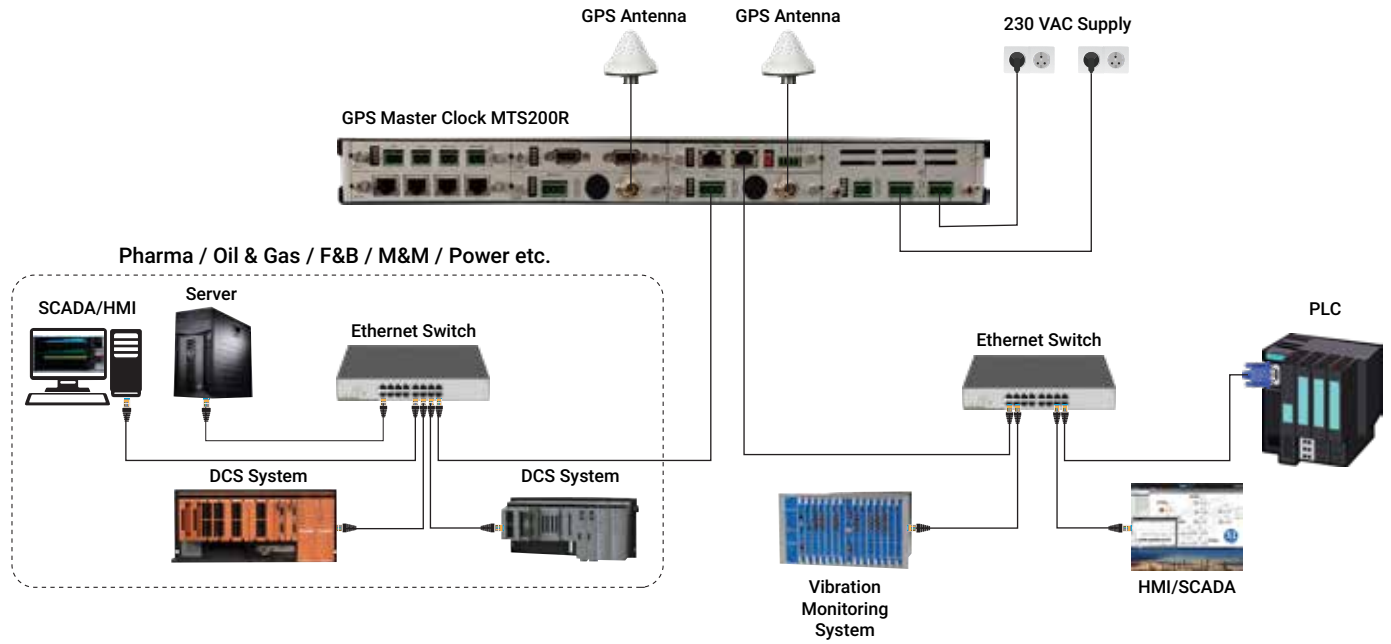 GPS Antenna
GPS Antenna
230 VAC Supply
GPS Master Clock MTS200R
Pharma / Oil & Gas / F&B / M&M / Power etc.
SCADA/HMI
Server
Ethernet Switch
DCS System
DCS System
Ethernet Switch
PLC
Vibration
Monitoring
System
HMI/SCADA